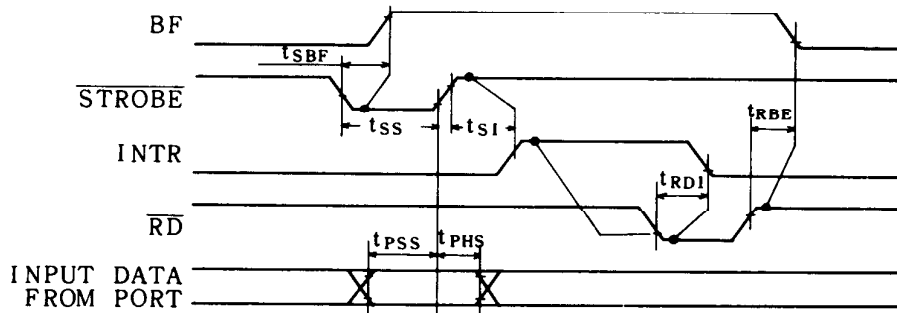 BF
tSBF
STROBE
tSS
tSI
tRBE
INTR
tRDI
RD
tPSS
tPHS
INPUT DATA
FROM PORT